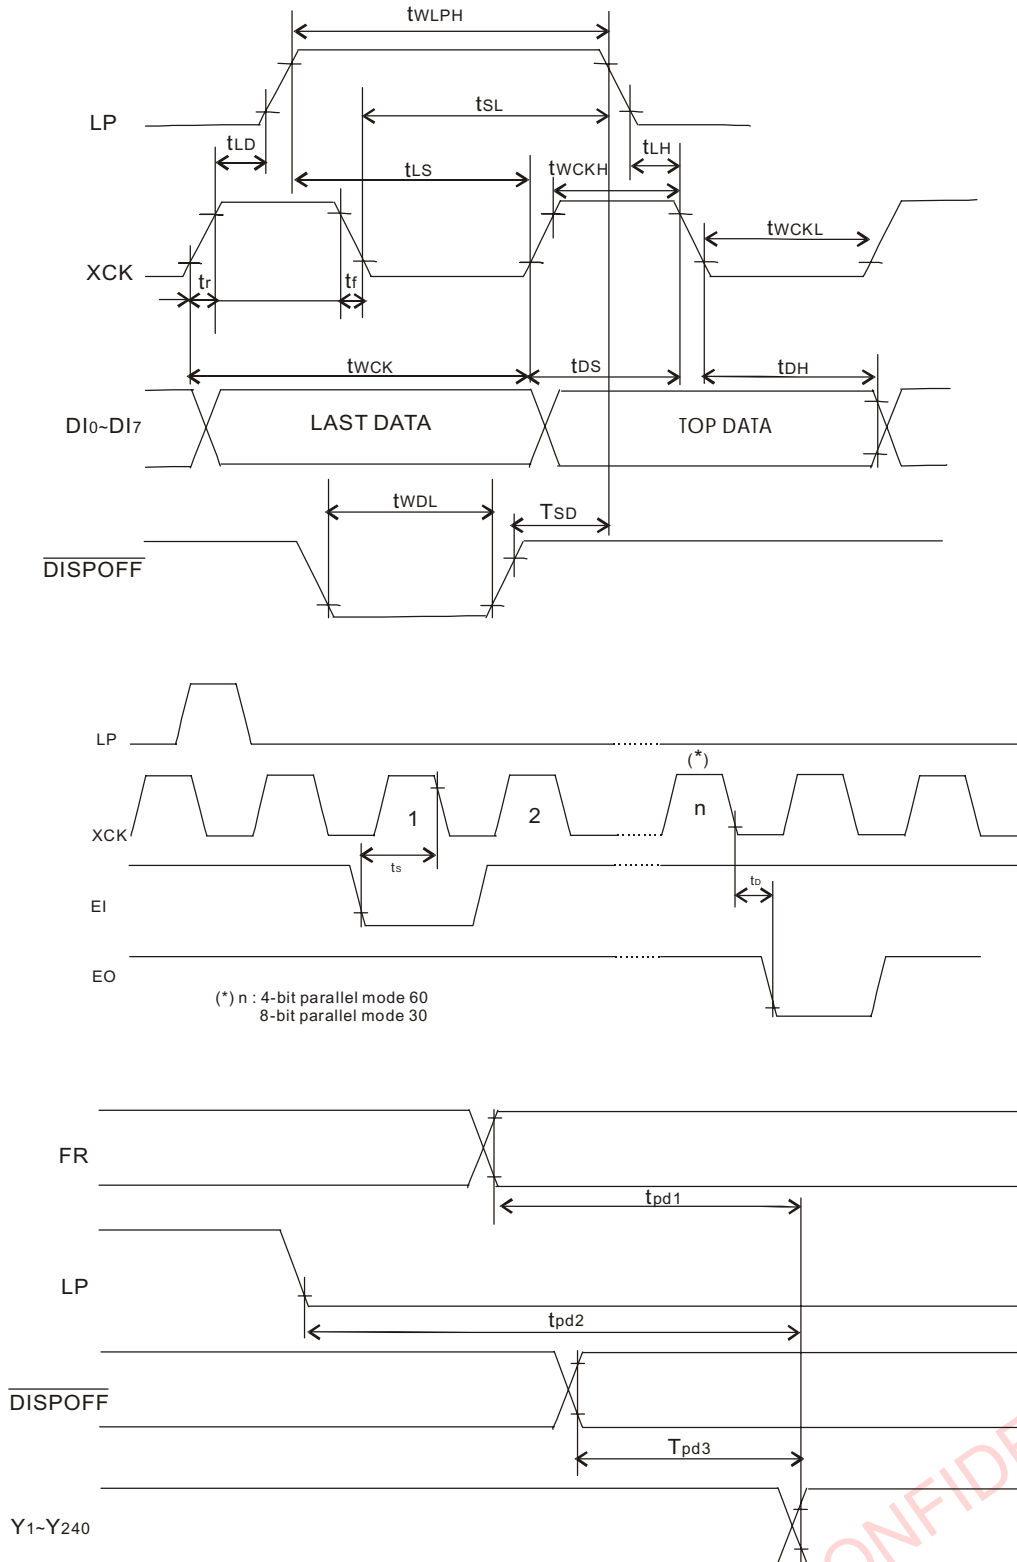 tWLPH
LP
tSL
tLD
tLH
tLS
tWCKH
tWCKL
XCK
tr
tf
tWCK
tDS
tDH
DI0~DI7
LAST DATA
TOP DATA
tWDL
TSD
DISPOFF
LP
(*)
1
2
n
XCK
ts
tD
EI
EO
(*) n : 4-bit parallel mode 60
8-bit parallel mode 30
FR
tpd1
LP
tpd2
DISPOFF
Tpd3
Y1~Y240